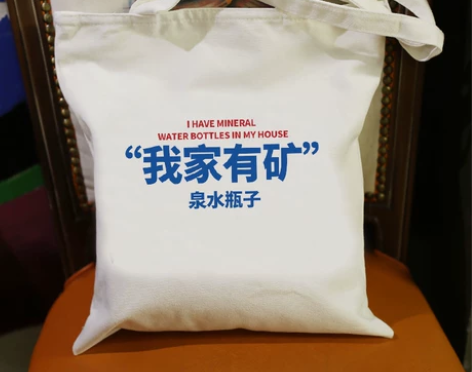 I HAVE MINERAL
WATER BOTTLES IN MY HOUSE
“我家有矿”
泉水瓶子